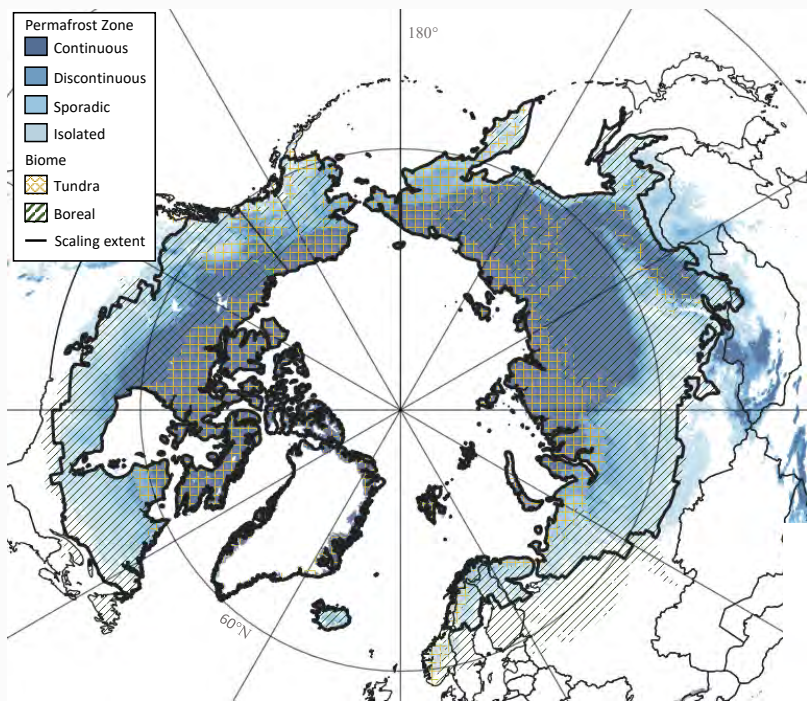 Permafrost Zone
Continuous
Discontinuous
Sporadic
Isolated
Biome
Tundra
Boreal
Scaling extent
180°
60°N